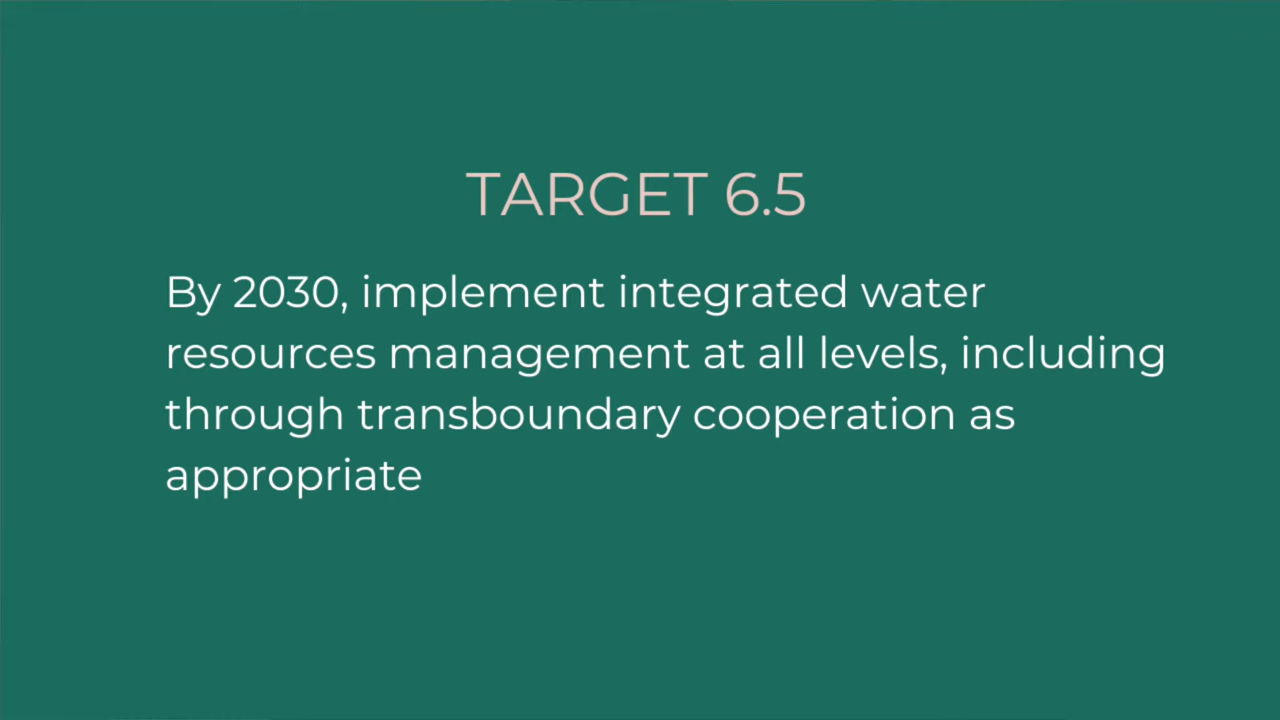 TARGET 6.5
By 2030, implement integrated water
resources management at all levels, including
through transboundary cooperation as
appropriate